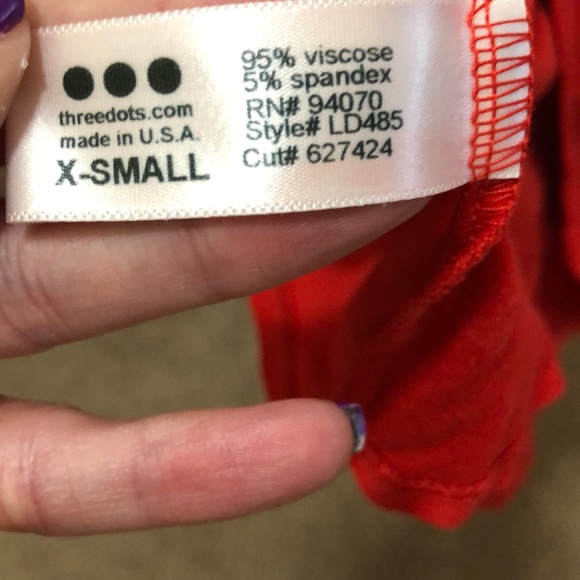 threedots.com
made in U.S.A.
X-SMALL
95% viscose
5% spandex
RN# 94070
Style# LD485
Cut# 627424